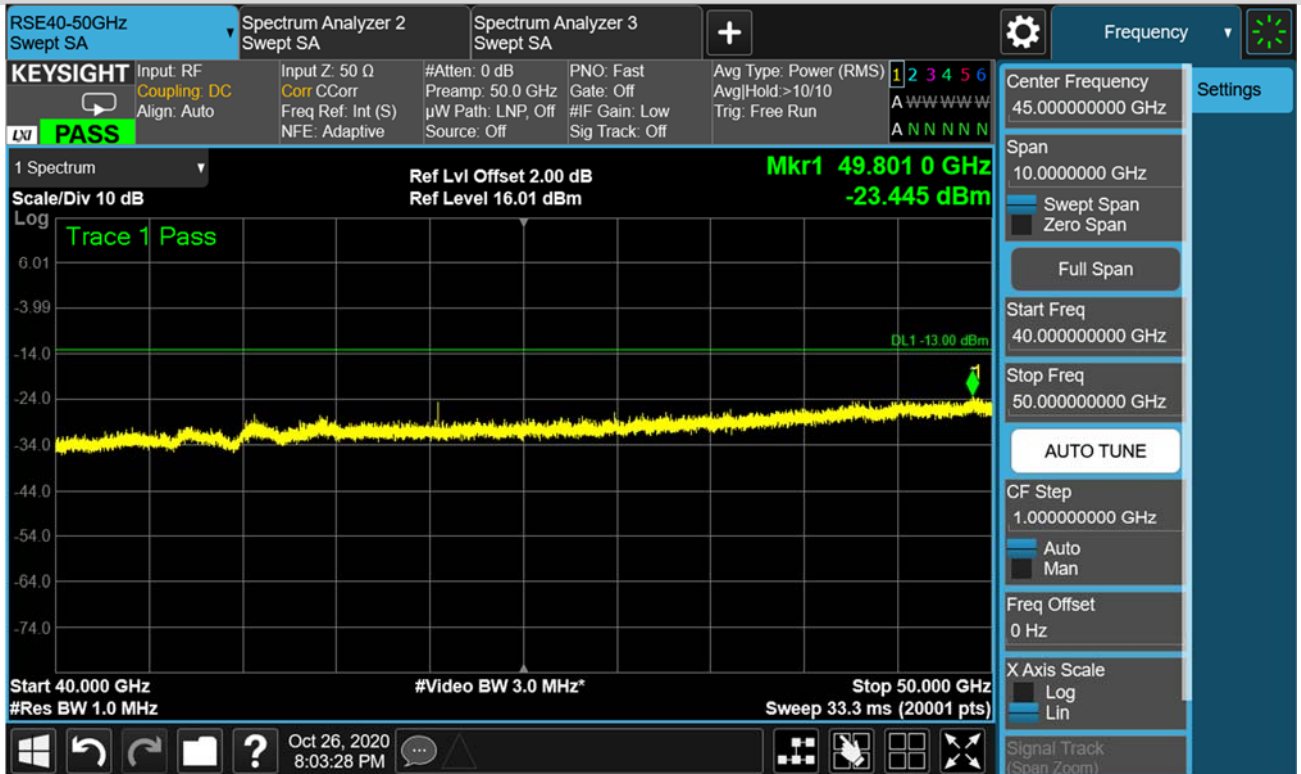 RSE40-50GHz
Swept SA
Spectrum Analyzer 2
Swept SA
Spectrum Analyzer 3
Swept SA
+
Frequency
KEYSIGHT
LXI PASS
Input: RF
Coupling: DC
Align: Auto
Input Z: 50 Ω
Corr CCorr
Freq Ref: Int (S)
NFE: Adaptive
#Atten: 0 dB
Preamp: 50.0 GHz
µW Path: LNP, Off
Source: Off
PNO: Fast
Gate: Off
#IF Gain: Low
Sig Track: Off
Avg Type: Power (RMS)
Avg|Hold:>10/10
Trig: Free Run
1 2 3 4 5 6
A W W W W W
A N N N N N
1 Spectrum
Scale/Div 10 dB
Ref Lvl Offset 2.00 dB
Ref Level 16.01 dBm
Mkr1 49.801 0 GHz
-23.445 dBm
Log
Trace 1 Pass
6.01
-3.99
DL1 -13.00 dBm
-14.0
1
-24.0
-34.0
-44.0
-54.0
-64.0
-74.0
Start 40.000 GHz
#Res BW 1.0 MHz
#Video BW 3.0 MHz*
Stop 50.000 GHz
Sweep 33.3 ms (20001 pts)
?
Oct 26, 2020
8:03:28 PM
Center Frequency
45.000000000 GHz
Span
10.0000000 GHz
Swept Span
Zero Span
Full Span
Start Freq
40.000000000 GHz
Stop Freq
50.000000000 GHz
AUTO TUNE
CF Step
1.000000000 GHz
Auto
Man
Freq Offset
0 Hz
X Axis Scale
Log
Lin
Signal Track
(Span Zoom)
Settings